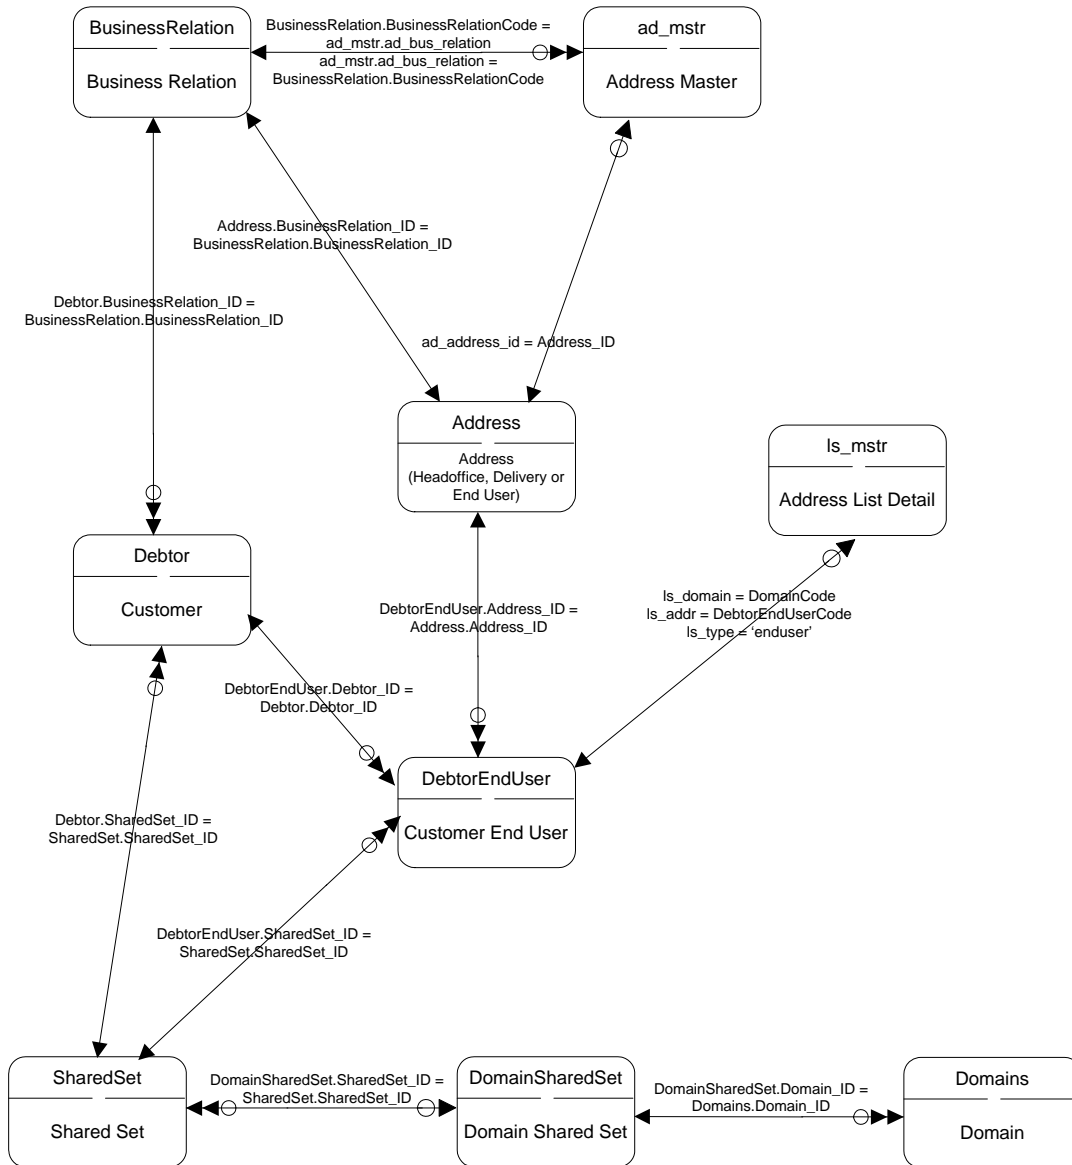 BusinessRelation
Business Relation
BusinessRelation.BusinessRelationCode =
ad_mstr.ad_bus_relation
ad_mstr.ad_bus_relation =
BusinessRelation.BusinessRelationCode
ad_mstr
Address Master
Address.BusinessRelation_ID =
BusinessRelation.BusinessRelation_ID
Debtor.BusinessRelation_ID =
BusinessRelation.BusinessRelation_ID
ad_address_id = Address_ID
Address
Address
(Headoffice, Delivery or
End User)
ls_mstr
Address List Detail
Debtor
Customer
DebtorEndUser.Address_ID =
Address.Address_ID
ls_domain = DomainCode
ls_addr = DebtorEndUserCode
ls_type = ‘enduser’
DebtorEndUser.Debtor_ID =
Debtor.Debtor_ID
DebtorEndUser
Customer End User
Debtor.SharedSet_ID =
SharedSet.SharedSet_ID
DebtorEndUser.SharedSet_ID =
SharedSet.SharedSet_ID
SharedSet
Shared Set
DomainSharedSet.SharedSet_ID =
SharedSet.SharedSet_ID
DomainSharedSet
Domain Shared Set
DomainSharedSet.Domain_ID =
Domains.Domain_ID
Domains
Domain